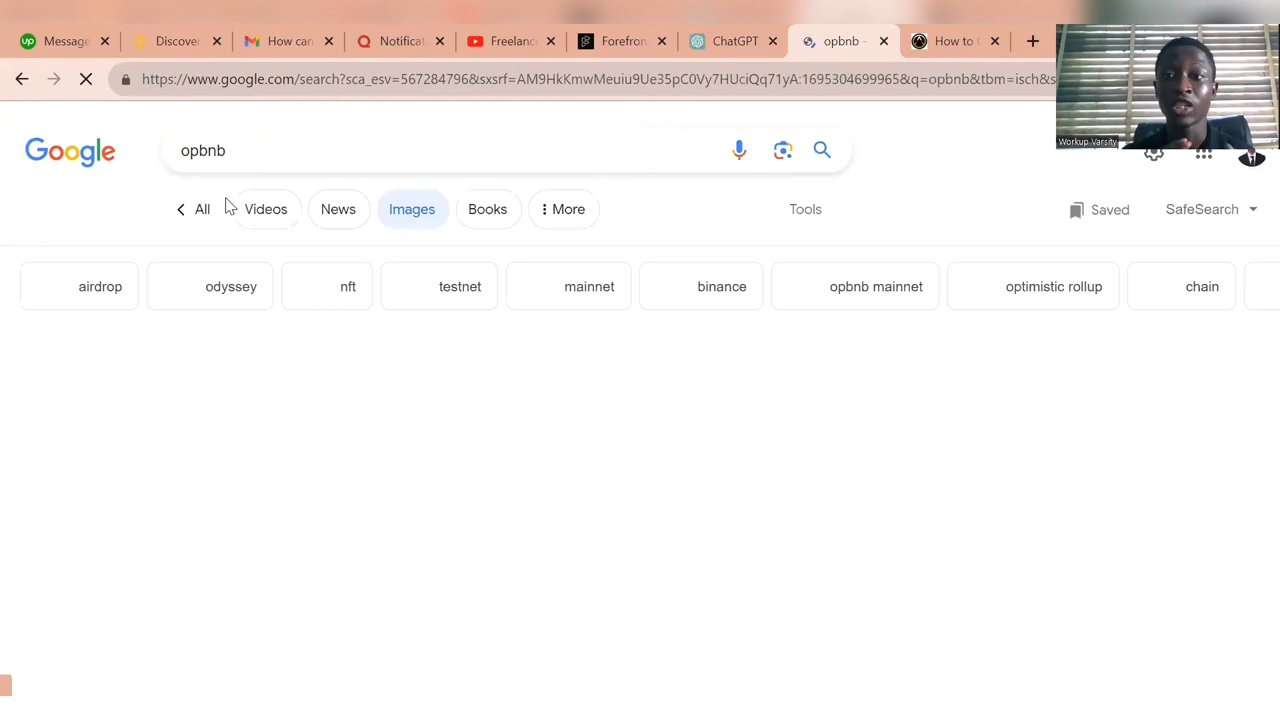 Message
Discover
How can
Notificat
Freelanc
Forefron
ChatGPT
opbnb -
How to C
https://www.google.com/search?sca_esv=567284796&sxsrf=AM9HkKmwMeuiu9Ue35pC0Vy7HUciQq71yA:1695304699965&q=opbnb&tbm=isch&s
Workup Varsity
Google
opbnb
All
Videos
News
Images
Books
More
Tools
Saved
SafeSearch
airdrop
odyssey
nft
testnet
mainnet
binance
opbnb mainnet
optimistic rollup
chain